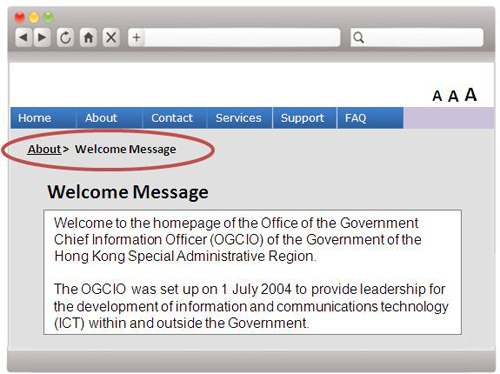 A A A
Home About Contact Services Support FAQ
About > Welcome Message
Welcome Message
Welcome to the homepage of the Office of the Government
Chief Information Officer (OGCIO) of the Government of the
Hong Kong Special Administrative Region.
The OGCIO was set up on 1 July 2004 to provide leadership for
the development of information and communications technology
(ICT) within and outside the Government.